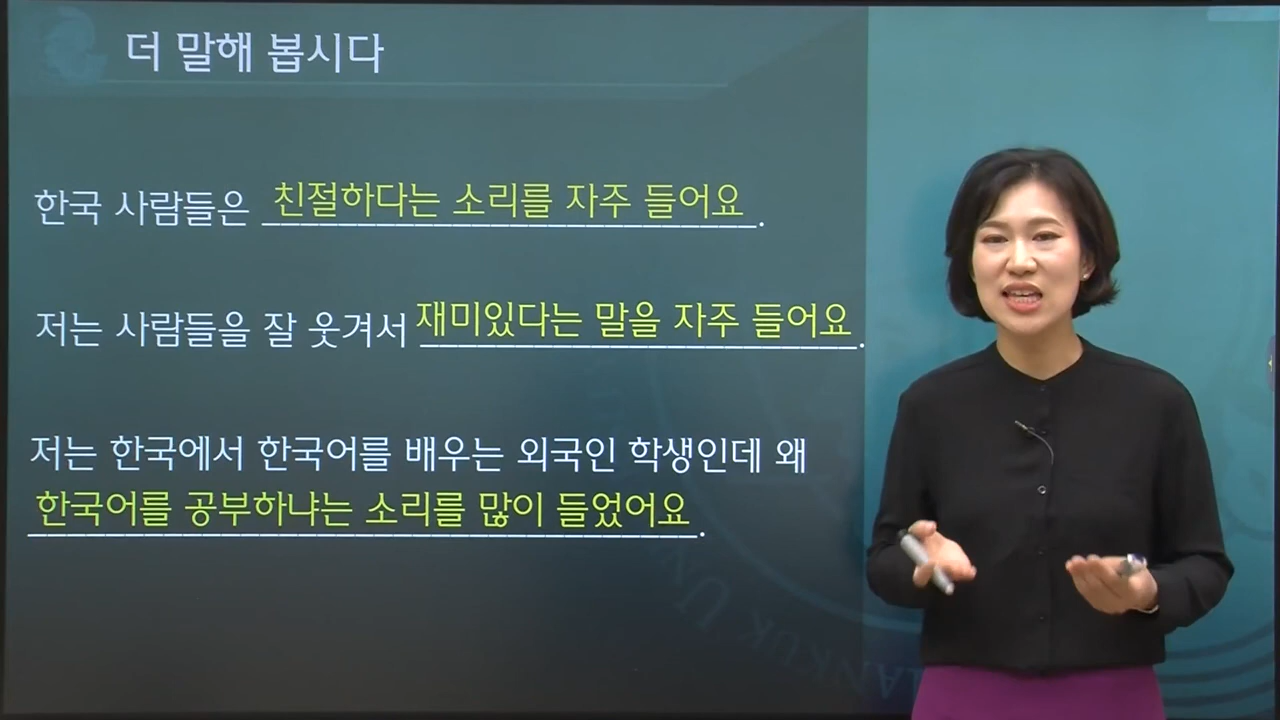 더 말해 봅시다
한국 사람들은 친절하다는 소리를 자주 들어요.
저는 사람들을 잘 웃겨서 재미있다는 말을 자주 들어요.
저는 한국에서 한국어를 배우는 외국인 학생인데 왜
한국어를 공부하냐는 소리를 많이 들었어요.